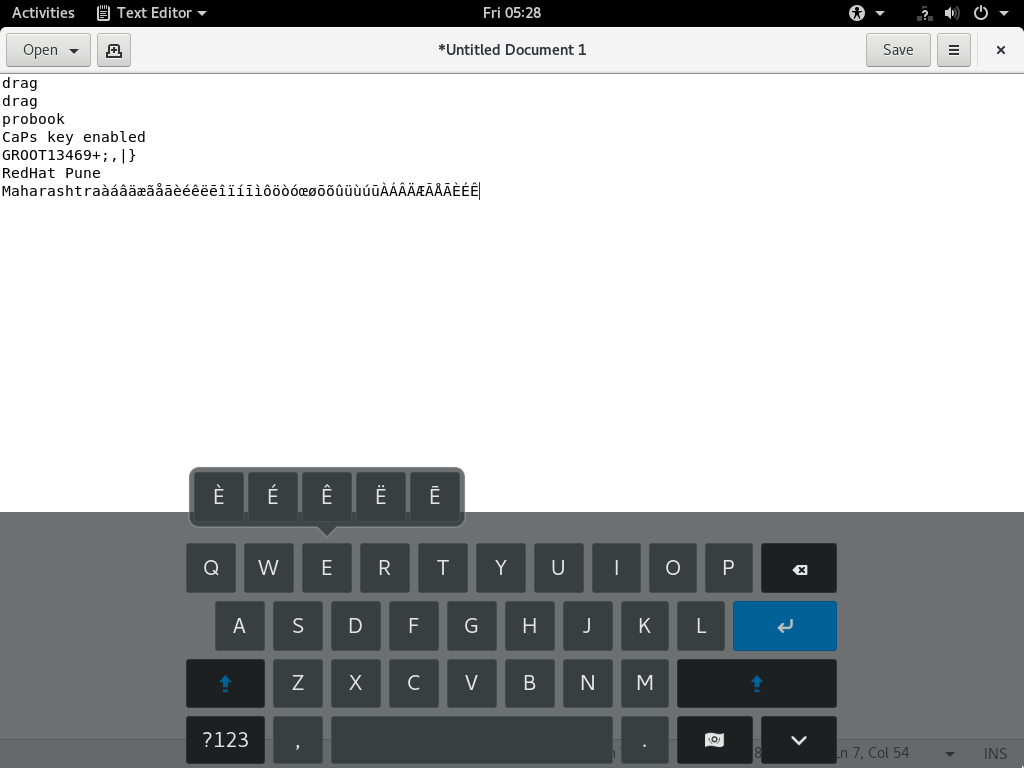 Activities Text Editor Fri 05:28
Open *Untitled Document 1 Save
drag
drag
probook
CaPs key enabled
GROOT13469+;,|}
RedHat Pune
MaharashtraàáâäæãåāèéêëēîïíīìôöòóœøōõûüùúūÀÁÂÄÆÃÅĀÈÉÊ
È É Ê Ë Ē
Q W E R T Y U I O P
A S D F G H J K L
Z X C V B N M
?123 , .
Ln 7, Col 54 INS